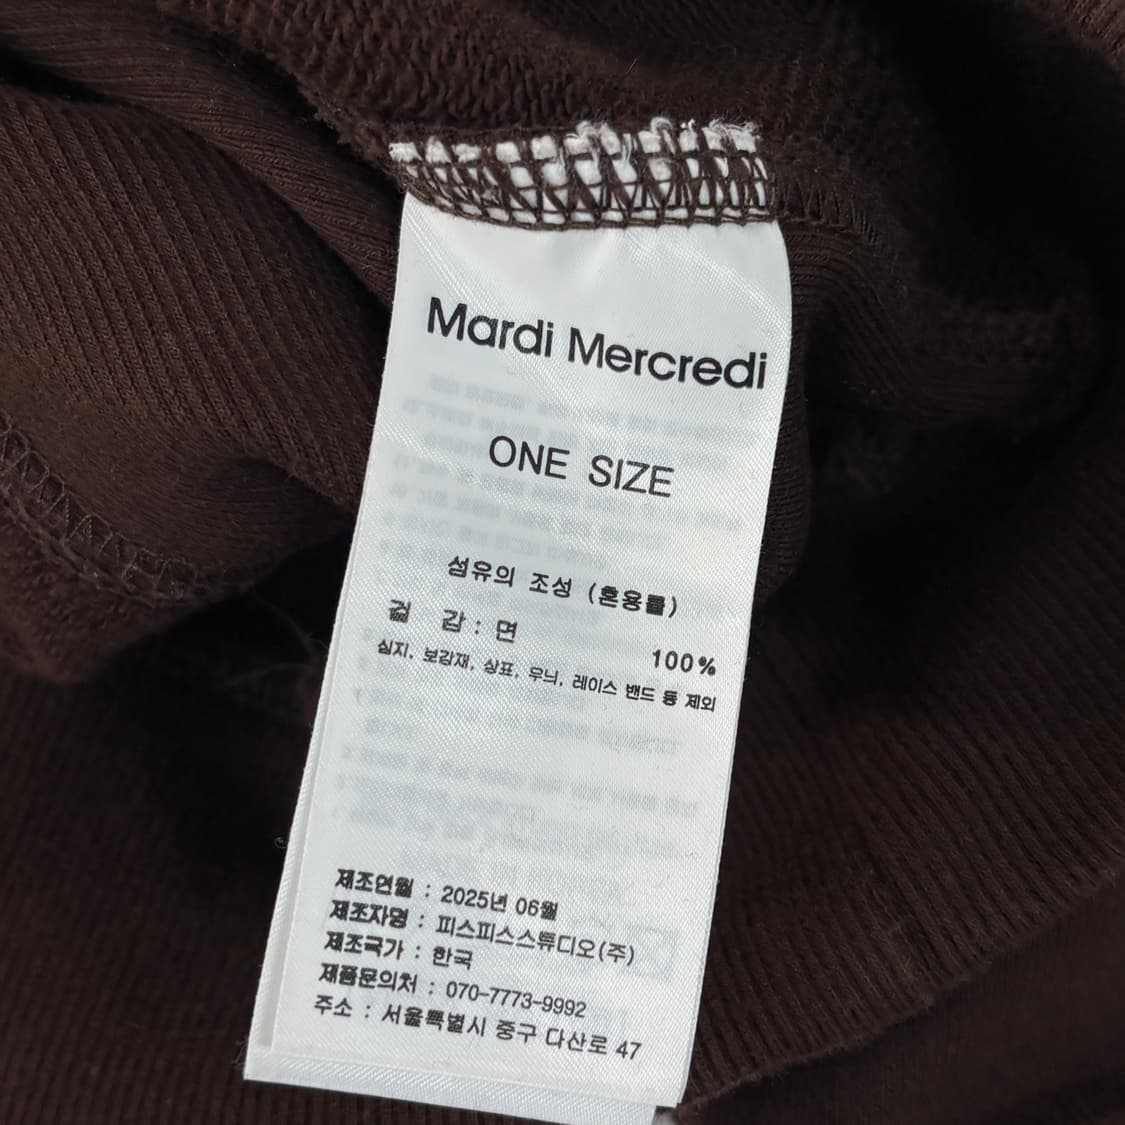 Mardi Mercredi
ONE SIZE
섬유의 조성 (혼용률)
겉 감 : 면 100%
심지, 보강재, 상표, 무늬, 레이스 밴드 등 제외
제조연월 : 2025년 06월
제조자명 : 피스피스스튜디오(주)
제조국가 : 한국
제품문의처 : 070-7773-9992
주소 : 서울특별시 중구 다산로 47